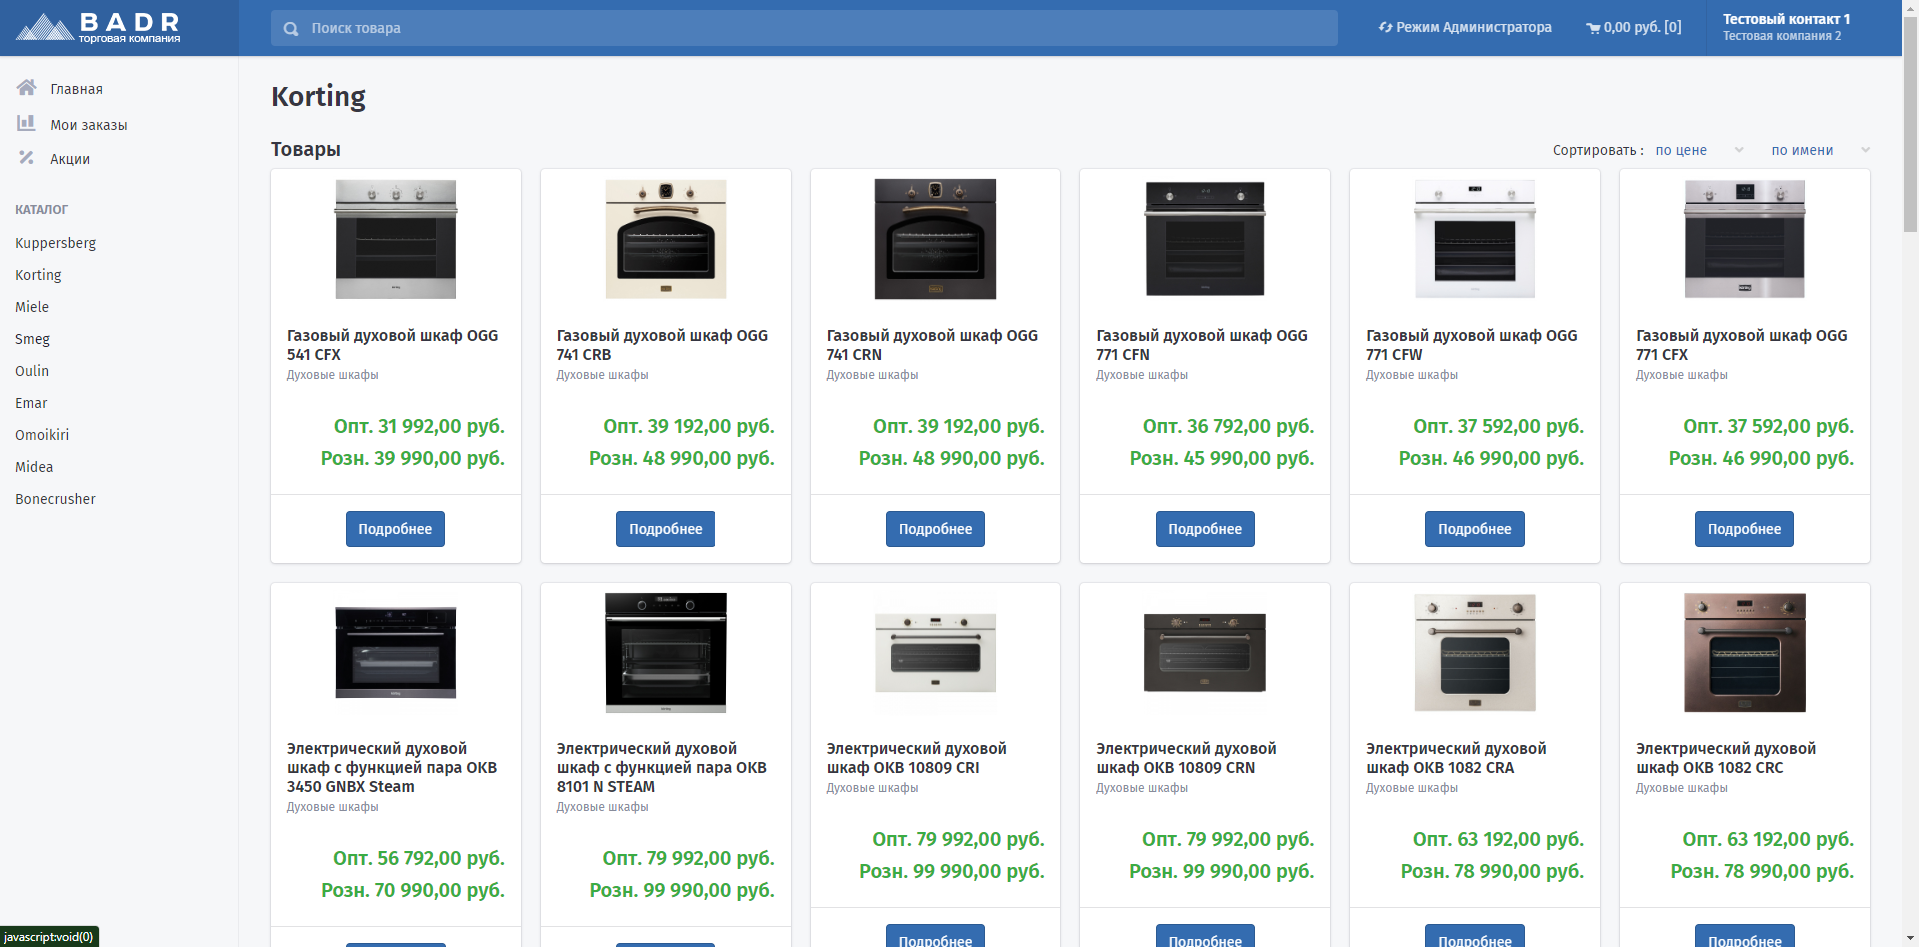 BADR
торговая компания
Поиск товара
Режим Администратора
0,00 руб. [0]
Тестовый контакт 1
Тестовая компания 2
Главная
Мои заказы
Акции
КАТАЛОГ
Kuppersberg
Korting
Miele
Smeg
Oulin
Emar
Omoikiri
Midea
Bonecrusher
Korting
Товары
Сортировать : по цене по имени
Газовый духовой шкаф OGG
541 CFX
Духовые шкафы
Опт. 31 992,00 руб.
Розн. 39 990,00 руб.
Подробнее
Газовый духовой шкаф OGG
741 CRB
Духовые шкафы
Опт. 39 192,00 руб.
Розн. 48 990,00 руб.
Подробнее
Газовый духовой шкаф OGG
741 CRN
Духовые шкафы
Опт. 39 192,00 руб.
Розн. 48 990,00 руб.
Подробнее
Газовый духовой шкаф OGG
771 CFN
Духовые шкафы
Опт. 36 792,00 руб.
Розн. 45 990,00 руб.
Подробнее
Газовый духовой шкаф OGG
771 CFW
Духовые шкафы
Опт. 37 592,00 руб.
Розн. 46 990,00 руб.
Подробнее
Газовый духовой шкаф OGG
771 CFX
Духовые шкафы
Опт. 37 592,00 руб.
Розн. 46 990,00 руб.
Подробнее
Электрический духовой
шкаф с функцией пара OKB
3450 GNBX Steam
Духовые шкафы
Опт. 56 792,00 руб.
Розн. 70 990,00 руб.
Электрический духовой
шкаф с функцией пара OKB
8101 N STEAM
Духовые шкафы
Опт. 79 992,00 руб.
Розн. 99 990,00 руб.
Электрический духовой
шкаф OKB 10809 CRI
Духовые шкафы
Опт. 79 992,00 руб.
Розн. 99 990,00 руб.
Подробнее
Электрический духовой
шкаф OKB 10809 CRN
Духовые шкафы
Опт. 79 992,00 руб.
Розн. 99 990,00 руб.
Подробнее
Электрический духовой
шкаф OKB 1082 CRA
Духовые шкафы
Опт. 63 192,00 руб.
Розн. 78 990,00 руб.
Подробнее
Электрический духовой
шкаф OKB 1082 CRC
Духовые шкафы
Опт. 63 192,00 руб.
Розн. 78 990,00 руб.
Подробнее
javascript:void(0)